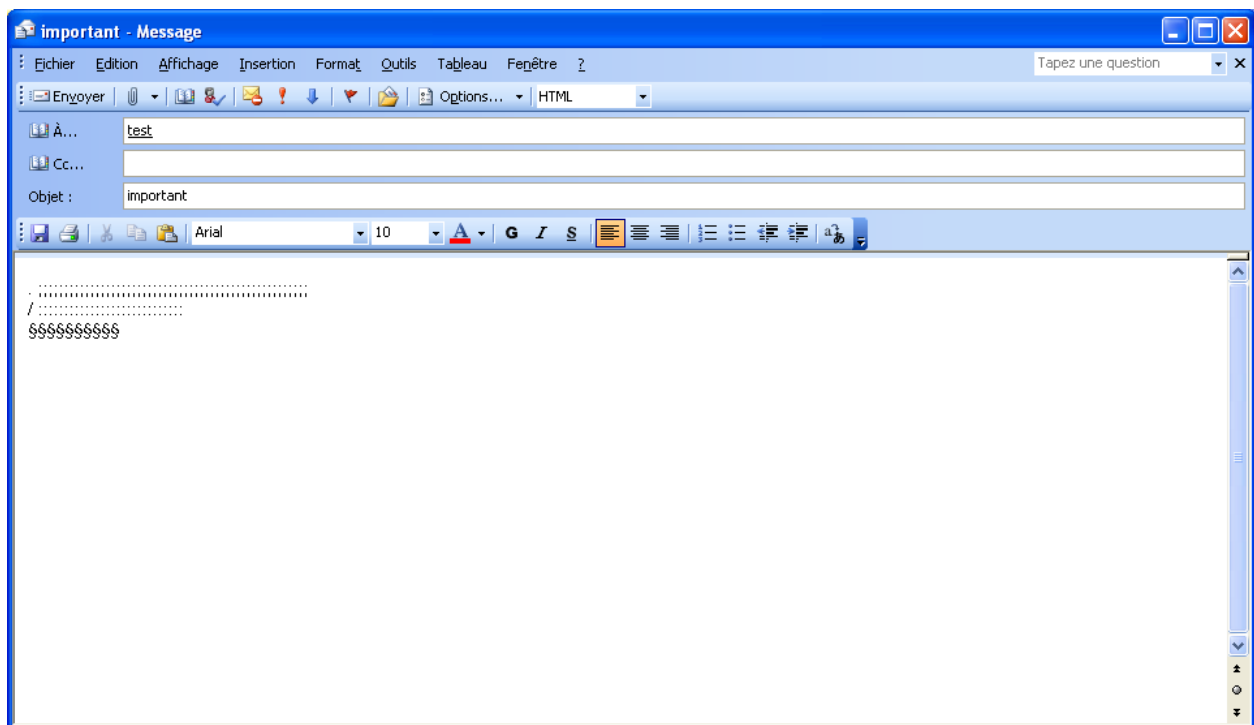 important - Message
Fichier Edition Affichage Insertion Format Outils Tableau Fenêtre ? Tapez une question
Envoyer Options... HTML
À... test
Cc...
Objet : important
Arial 10 A G I S
. ;;;;;;;;;;;;;;;;;;;;;;;;;;;;;;;;;;;;;;;;;;;;;;;;;;;;
/ ::::::::::::::::::::::::::::
§§§§§§§§§§